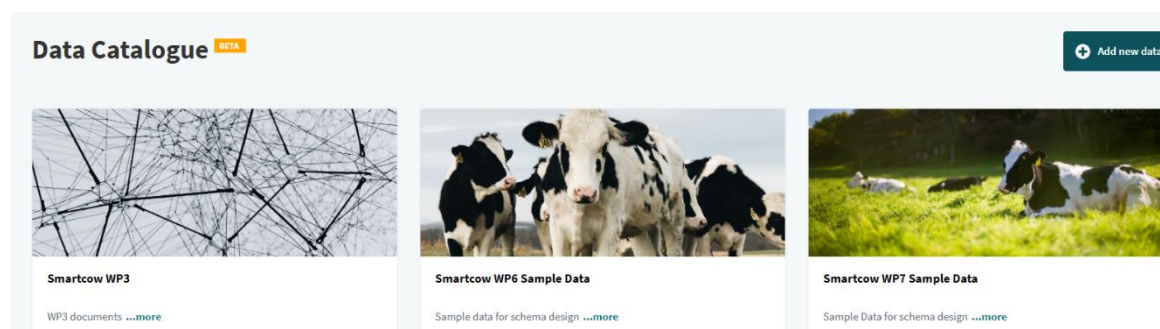 Data Catalogue BETA
Add new data
Smartcow WP3
WP3 documents ...more
Smartcow WP6 Sample Data
Sample data for schema design ...more
Smartcow WP7 Sample Data
Sample Data for schema design ...more